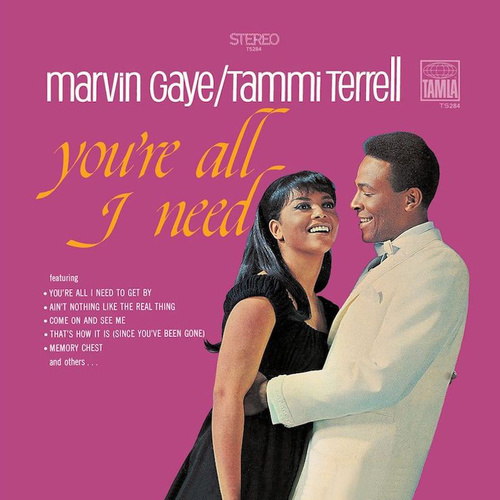 STEREO
TS284
marvin Gaye/Tammi Terrell
TAMLA
TS284
you're all
I need
featuring
• YOU'RE ALL I NEED TO GET BY
• AIN'T NOTHING LIKE THE REAL THING
• COME ON AND SEE ME
• THAT'S HOW IT IS (SINCE YOU'VE BEEN GONE)
• MEMORY CHEST
and others . . .